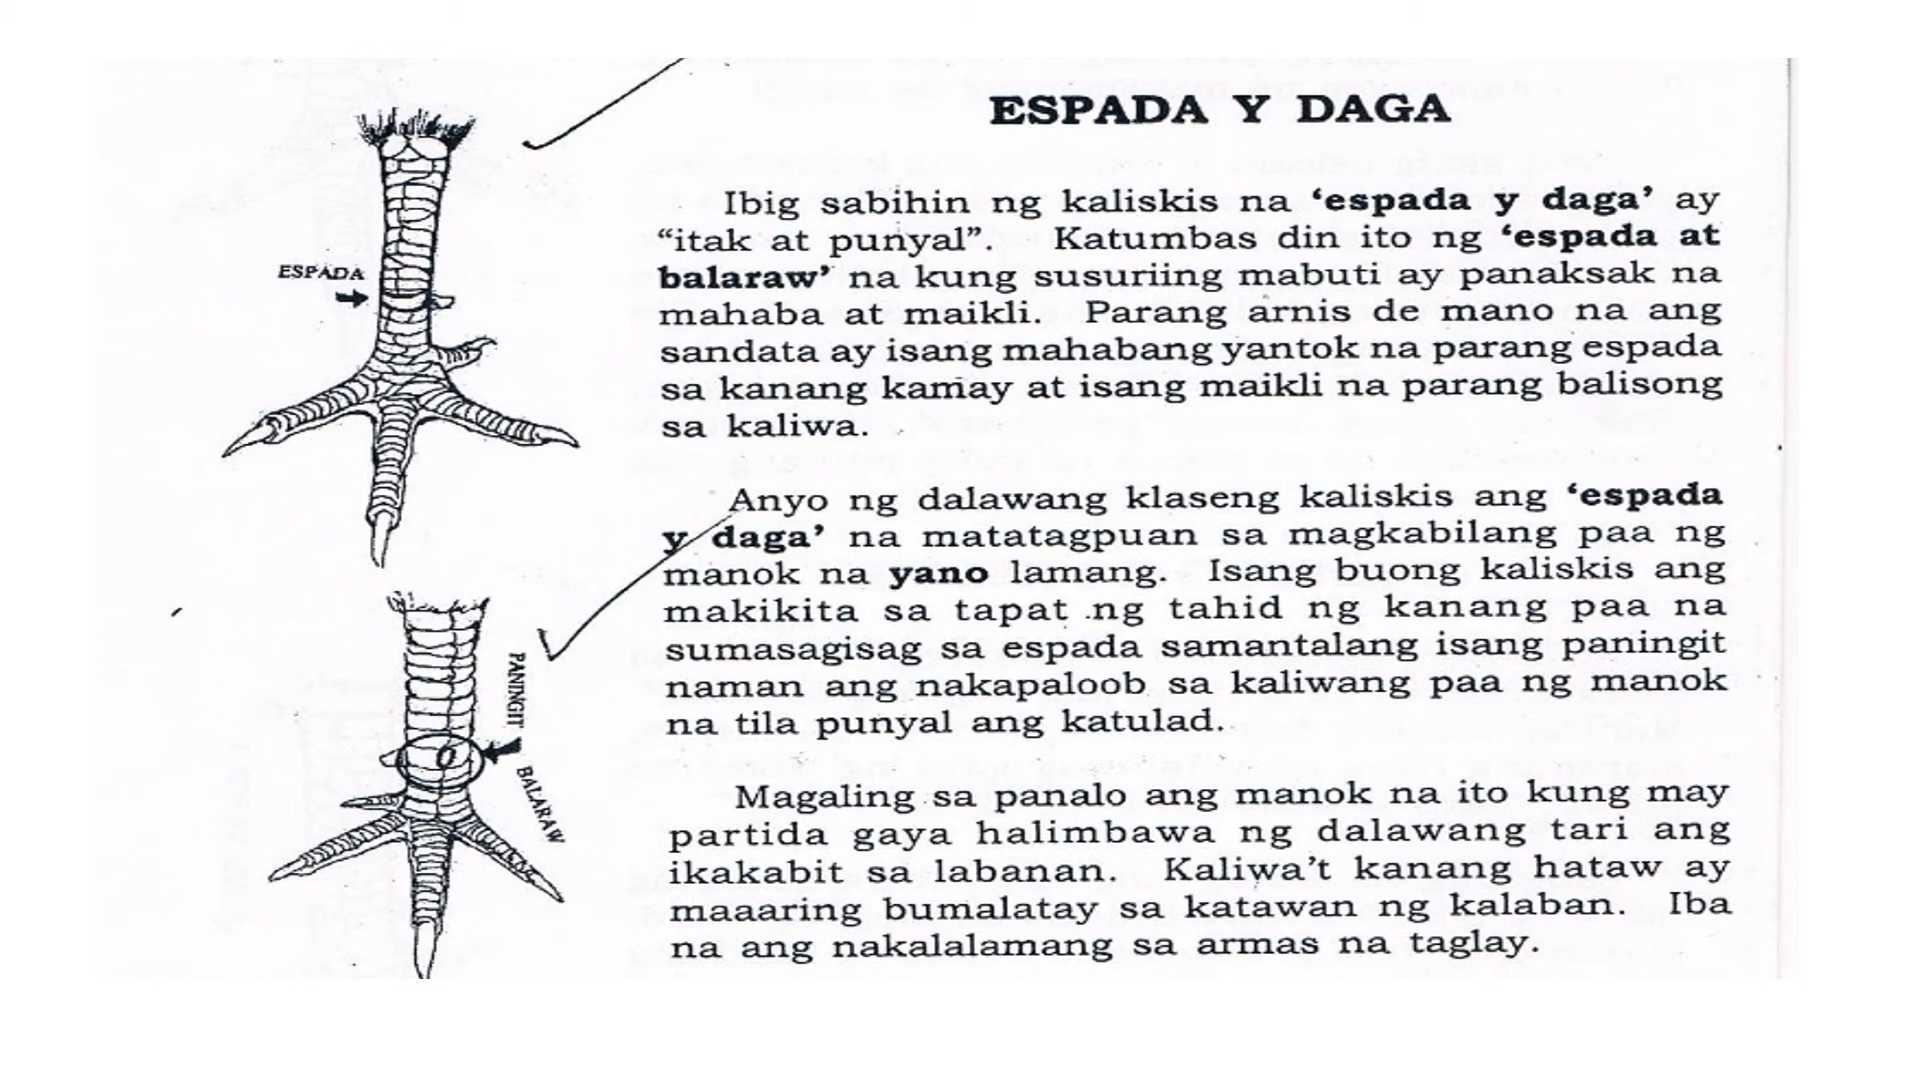 ESPADA Y DAGA
Ibig sabihin ng kaliskis na ‘espada y daga’ ay
“itak at punyal”. Katumbas din ito ng ‘espada at
balaraw’ na kung susuriing mabuti ay panaksak na
mahaba at maikli. Parang arnis de mano na ang
sandata ay isang mahabang yantok na parang espada
sa kanang kamay at isang maikli na parang balisong
sa kaliwa.
Anyo ng dalawang klaseng kaliskis ang ‘espada
y daga’ na matatagpuan sa magkabilang paa ng
manok na yano lamang. Isang buong kaliskis ang
makikita sa tapat ng tahid ng kanang paa na
sumasagisag sa espada samantalang isang paningit
naman ang nakapaloob sa kaliwang paa ng manok
na tila punyal ang katulad.
Magaling sa panalo ang manok na ito kung may
partida gaya halimbawa ng dalawang tari ang
ikakabit sa labanan. Kaliwa’t kanang hataw ay
maaaring bumalatay sa katawan ng kalaban. Iba
na ang nakalalamang sa armas na taglay.
ESPADA
PANINGIT
BALARAW